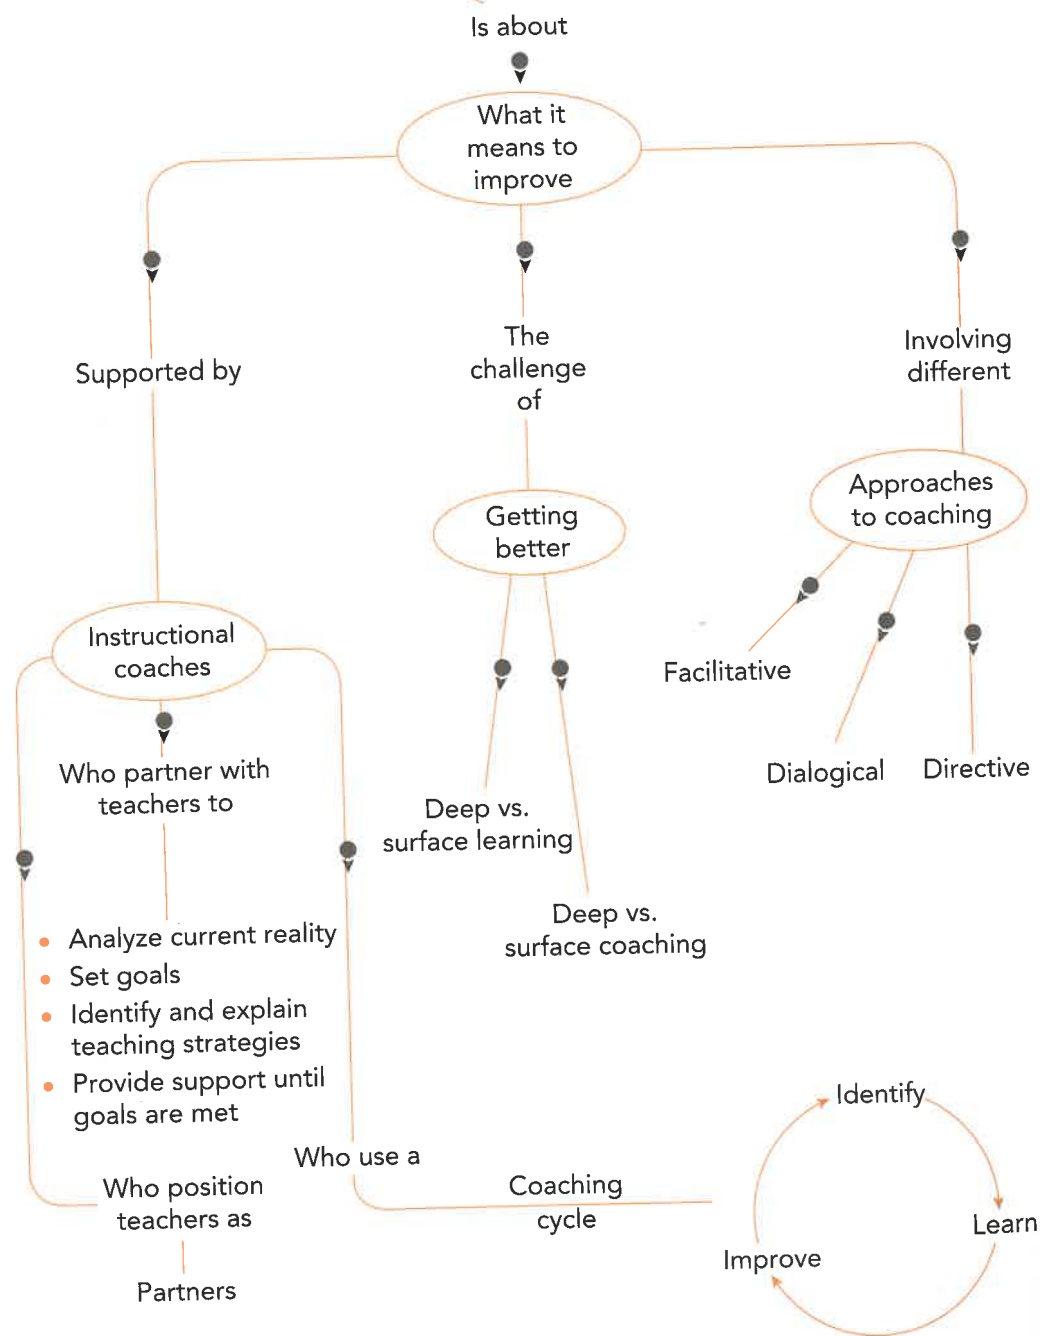 Is about
What it
means to
improve
Supported by
The
challenge
of
Involving
different
Getting
better
Approaches
to coaching
Instructional
coaches
Facilitative
Dialogical
Directive
Who partner with
teachers to
Deep vs.
surface learning
Deep vs.
surface coaching
• Analyze current reality
• Set goals
• Identify and explain
teaching strategies
• Provide support until
goals are met
Who position
teachers as
Partners
Who use a
Coaching
cycle
Identify
Learn
Improve